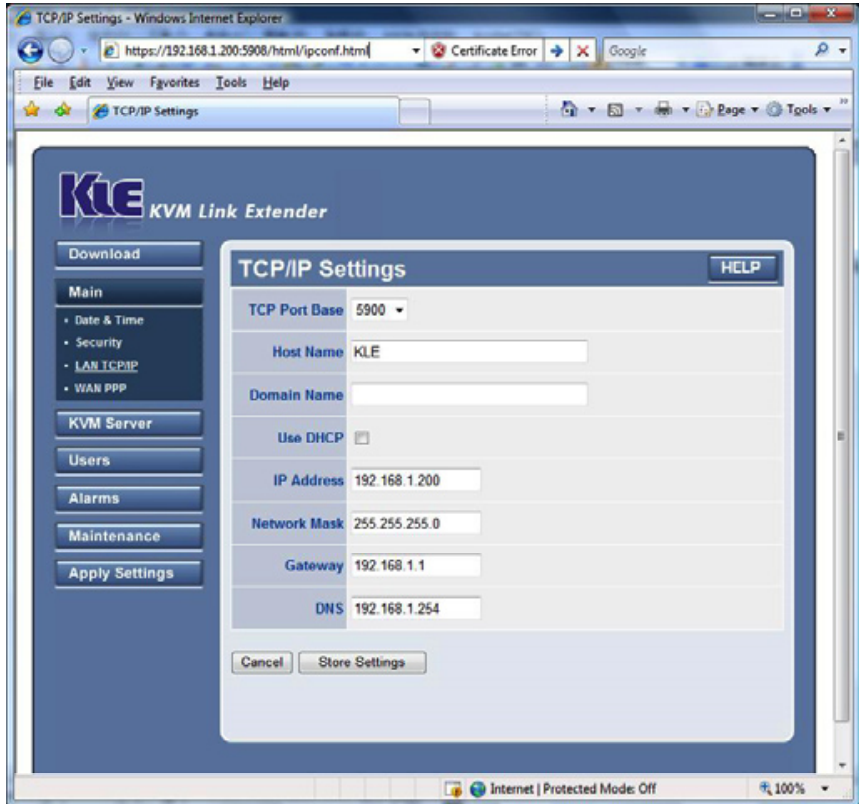 TCP/IP Settings - Windows Internet Explorer
https://192.168.1.200:5908/html/ipconf.html
Certificate Error
Google
File Edit View Favorites Tools Help
TCP/IP Settings
Page
Tools
KLE KVM Link Extender
Download
Main
Date & Time
Security
LAN TCP/IP
WAN PPP
KVM Server
Users
Alarms
Maintenance
Apply Settings
TCP/IP Settings
HELP
TCP Port Base 5900
Host Name KLE
Domain Name
Use DHCP
IP Address 192.168.1.200
Network Mask 255.255.255.0
Gateway 192.168.1.1
DNS 192.168.1.254
Cancel Store Settings
Internet | Protected Mode: Off
100%